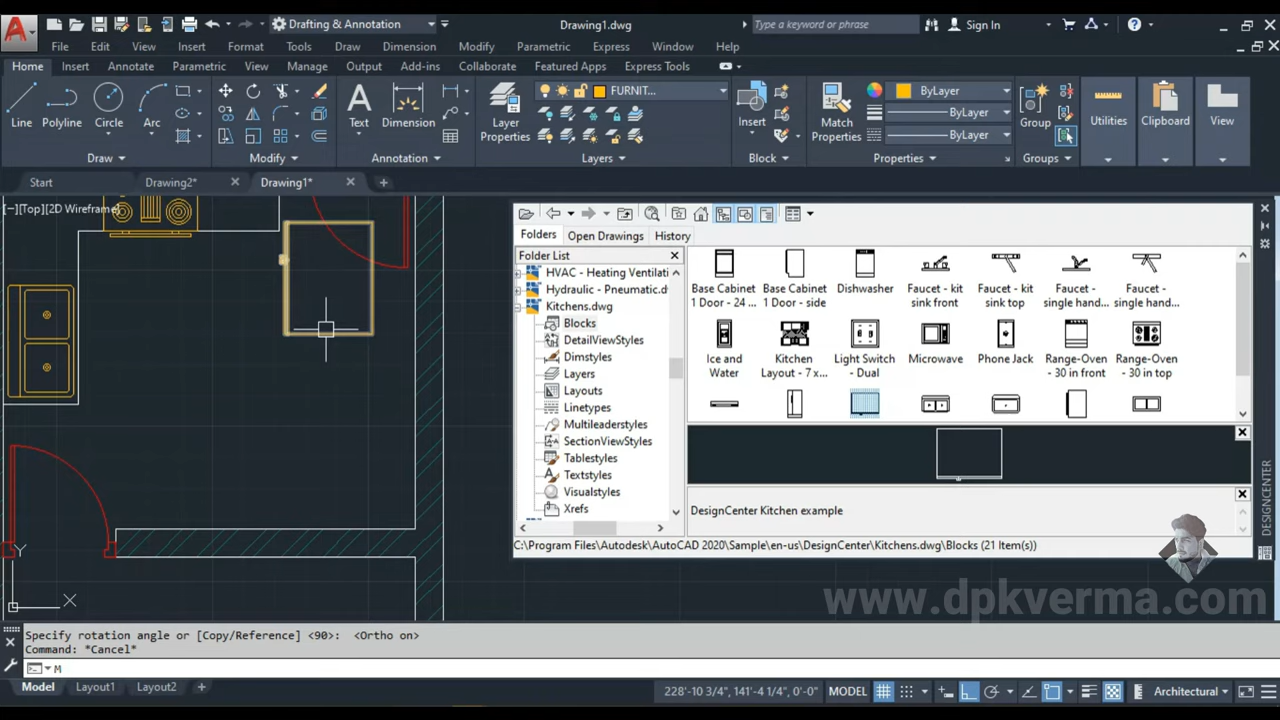 Drafting & Annotation
Drawing1.dwg
Type a keyword or phrase
Sign In
File Edit View Insert Format Tools Draw Dimension Modify Parametric Express Window Help
Home Insert Annotate Parametric View Manage Output Add-ins Collaborate Featured Apps Express Tools
FURNIT...
ByLayer
ByLayer
ByLayer
Line Polyline Circle Arc
Text Dimension
Layer Properties
Insert
Match Properties
Group
Utilities Clipboard View
Draw Modify Annotation Layers Block Properties Groups
Start Drawing2* Drawing1*
[−][Top][2D Wireframe]
Folders Open Drawings History
Folder List
HVAC - Heating Ventilati
Hydraulic - Pneumatic.d
Kitchens.dwg
Blocks
DetailViewStyles
Dimstyles
Layers
Layouts
Linetypes
Multileaderstyles
SectionViewStyles
Tablestyles
Textstyles
Visualstyles
Xrefs
Base Cabinet 1 Door - 24 ...
Base Cabinet 1 Door - side
Dishwasher
Faucet - kit sink front
Faucet - kit sink top
Faucet - single hand...
Faucet - single hand...
Ice and Water
Kitchen Layout - 7 x...
Light Switch - Dual
Microwave
Phone Jack
Range-Oven - 30 in front
Range-Oven - 30 in top
DesignCenter Kitchen example
C:\Program Files\Autodesk\AutoCAD 2020\Sample\en-us\DesignCenter\Kitchens.dwg\Blocks (21 Item(s))
DESIGNCENTER
Y
X
www.dpkverma.com
Specify rotation angle or [Copy/Reference] <90>: <Ortho on>
Command: *Cancel*
M
Model Layout1 Layout2
228'-10 3/4", 141'-4 1/4", 0'-0" MODEL
Architectural